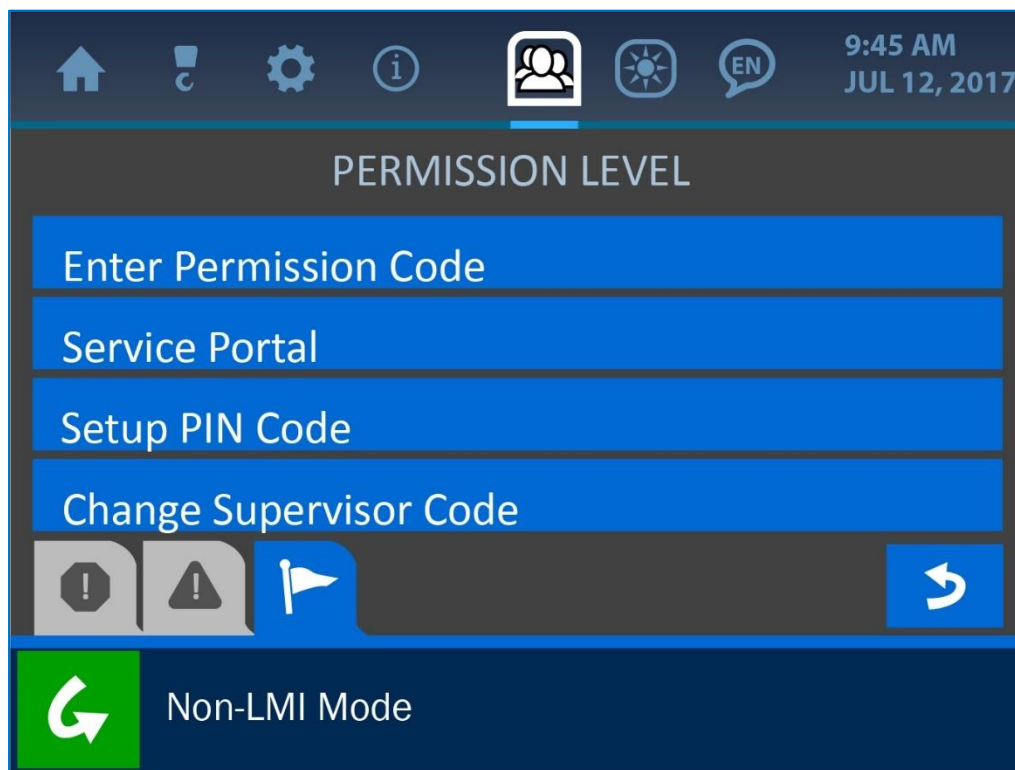 EN
9:45 AM
JUL 12, 2017
PERMISSION LEVEL
Enter Permission Code
Service Portal
Setup PIN Code
Change Supervisor Code
Non-LMI Mode